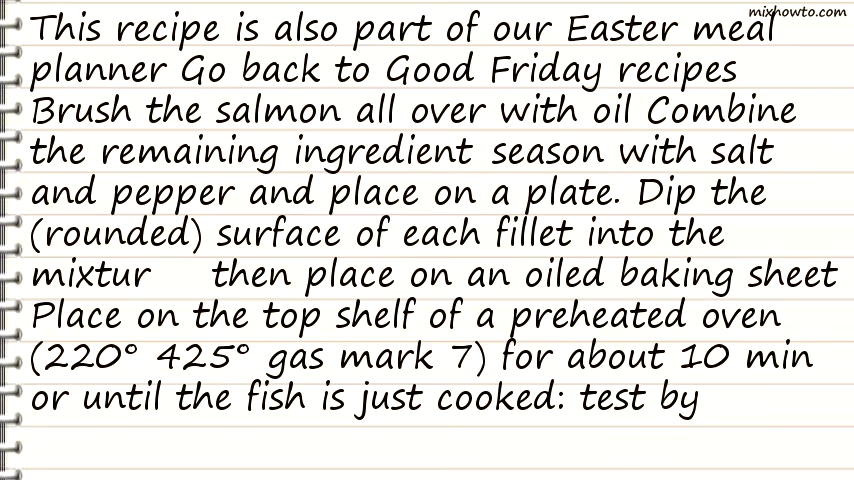 mixhowto.com
This recipe is also part of our Easter meal
planner Go back to Good Friday recipes
Brush the salmon all over with oil Combine
the remaining ingredient season with salt
and pepper and place on a plate. Dip the
(rounded) surface of each fillet into the
mixtur then place on an oiled baking sheet
Place on the top shelf of a preheated oven
(220° 425° gas mark 7) for about 10 min
or until the fish is just cooked: test by